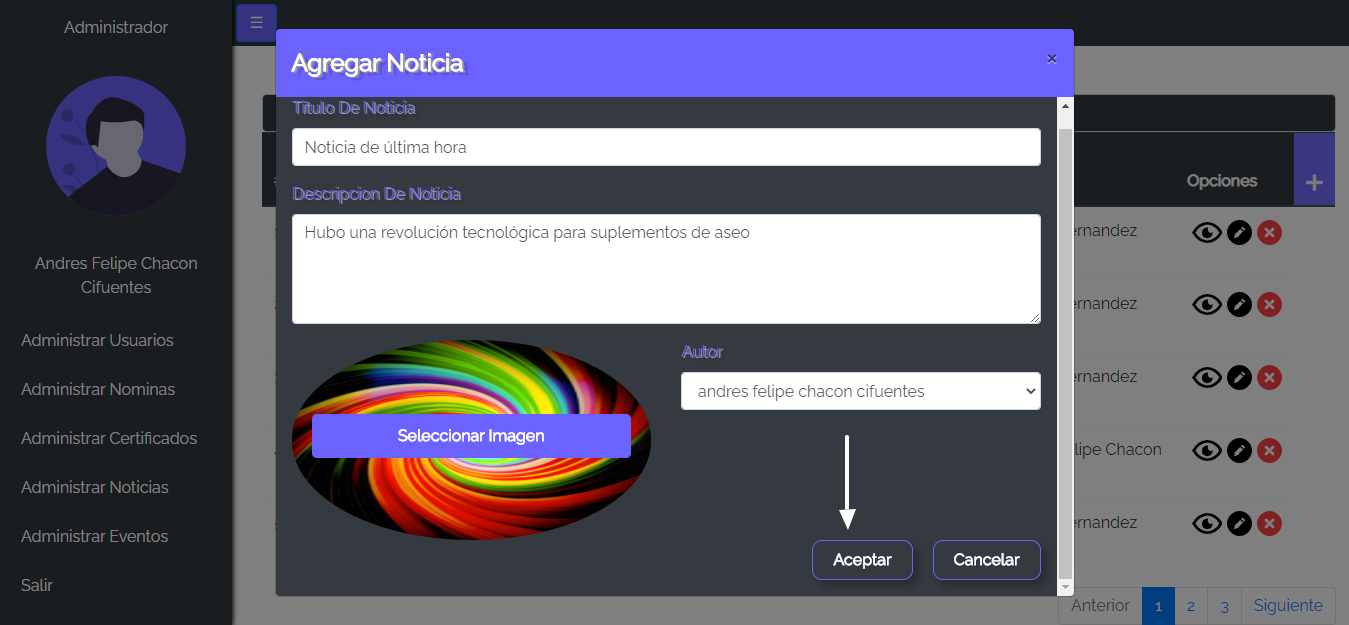 Administrador
Andres Felipe Chacon
Cifuentes
Administrar Usuarios
Administrar Nominas
Administrar Certificados
Administrar Noticias
Administrar Eventos
Salir
☰
Agregar Noticia
×
Titulo De Noticia
Noticia de última hora
Descripcion De Noticia
Hubo una revolución tecnológica para suplementos de aseo
Seleccionar Imagen
Autor
andres felipe chacon cifuentes
Aceptar
Cancelar
Opciones
+
ernandez
ernandez
ernandez
lipe Chacon
ernandez
Anterior 1 2 3 Siguiente